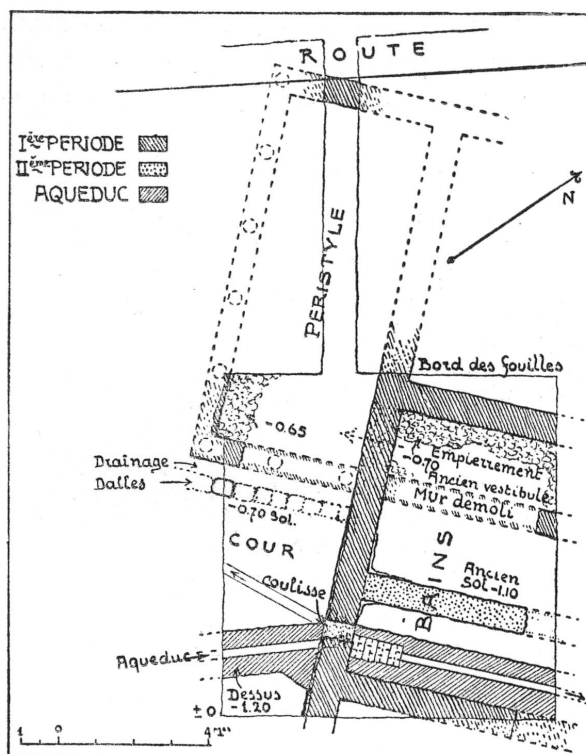 ROUTE
Ière PERIODE
IIème PERIODE
AQUEDUC
N
PERISTYLE
Bord des fouilles
-0.65
-0.70
Empierrement
Ancien vestibule
Mur démoli
Drainage
Dalles
-0.70 Sol.
COUR
BAINS
Ancien
Sol -1.10
Coulisse
Aqueduc
Dessus
-1.20
±0
1 0 4m